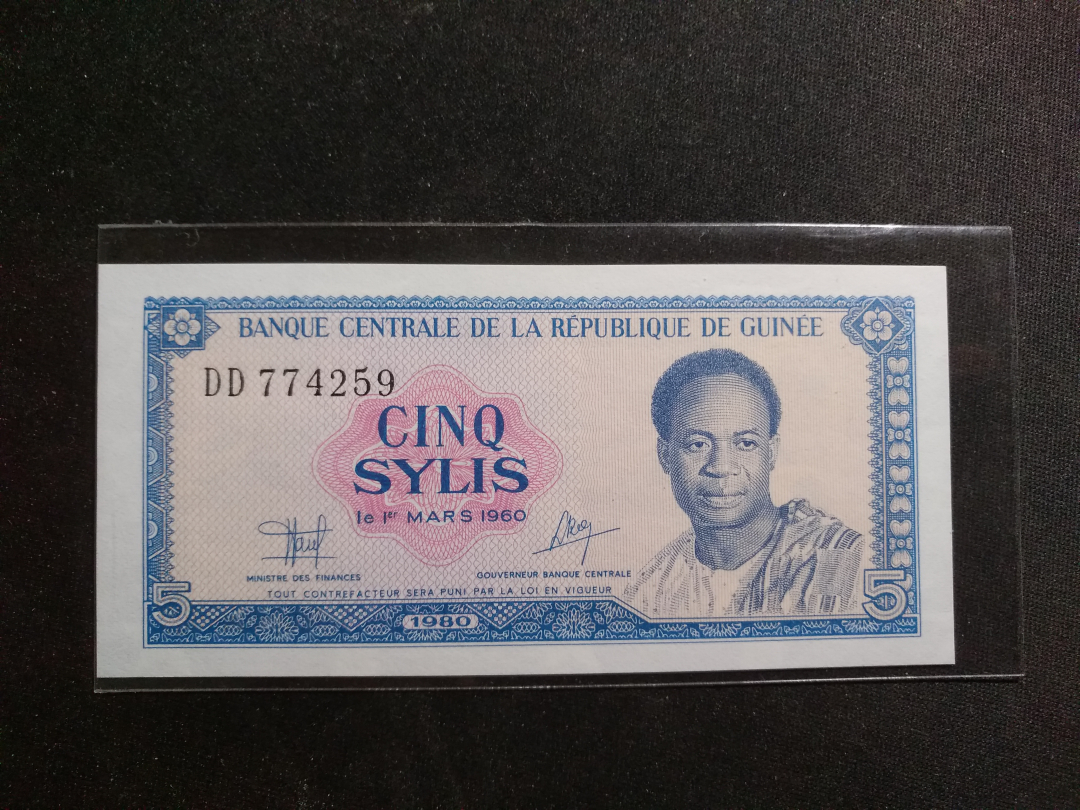 BANQUE CENTRALE DE LA RÉPUBLIQUE DE GUINÉE
DD 774259
CINQ
SYLIS
le 1er MARS 1960
MINISTRE DES FINANCES
GOUVERNEUR BANQUE CENTRALE
TOUT CONTREFACTEUR SERA PUNI PAR LA LOI EN VIGUEUR
5
1980
5